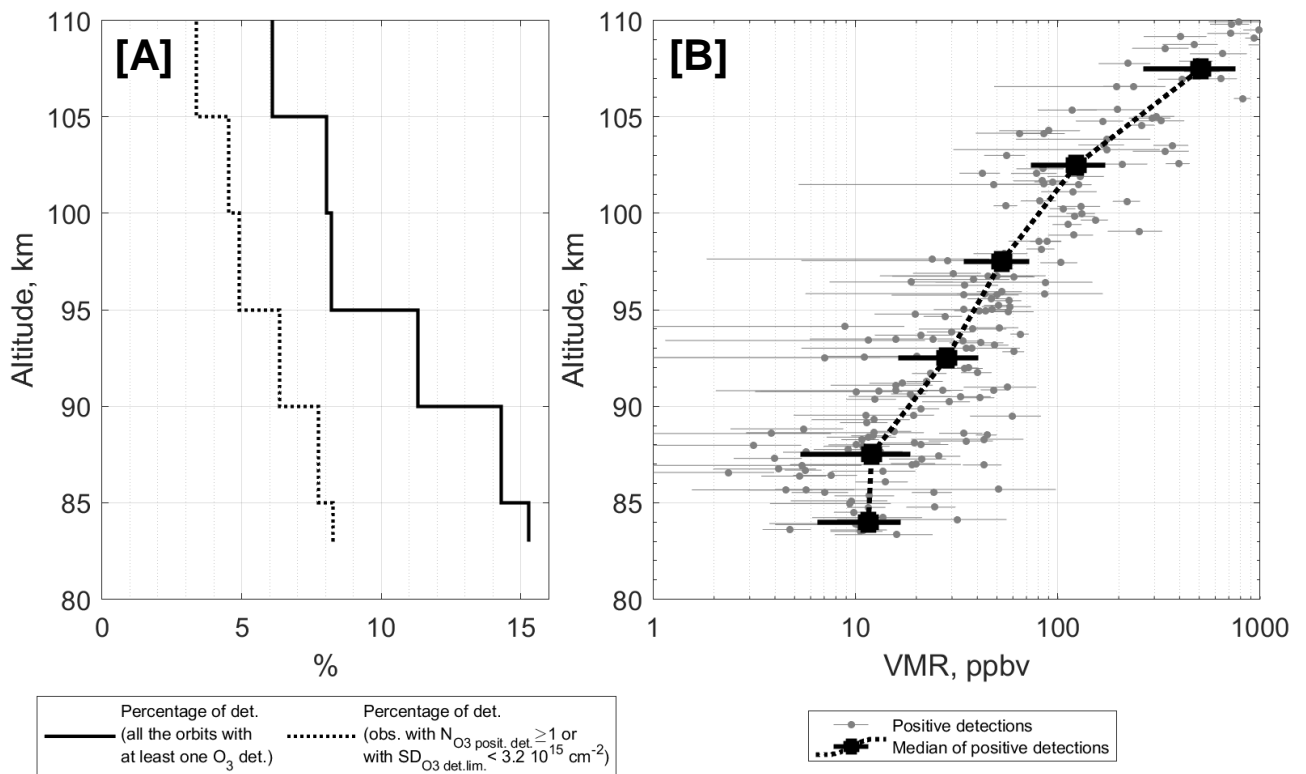 [A]
110
105
100
95
90
85
80
Altitude, km
0
5
10
15
%
[B]
110
105
100
95
90
85
80
Altitude, km
1
10
100
1000
VMR, ppbv
Percentage of det.
(all the orbits with
at least one O3 det.)
Percentage of det.
(obs. with NO3 posit. det. ≥1 or
with SDO3 det.lim. < 3.2 10^15 cm^-2)
Positive detections
Median of positive detections